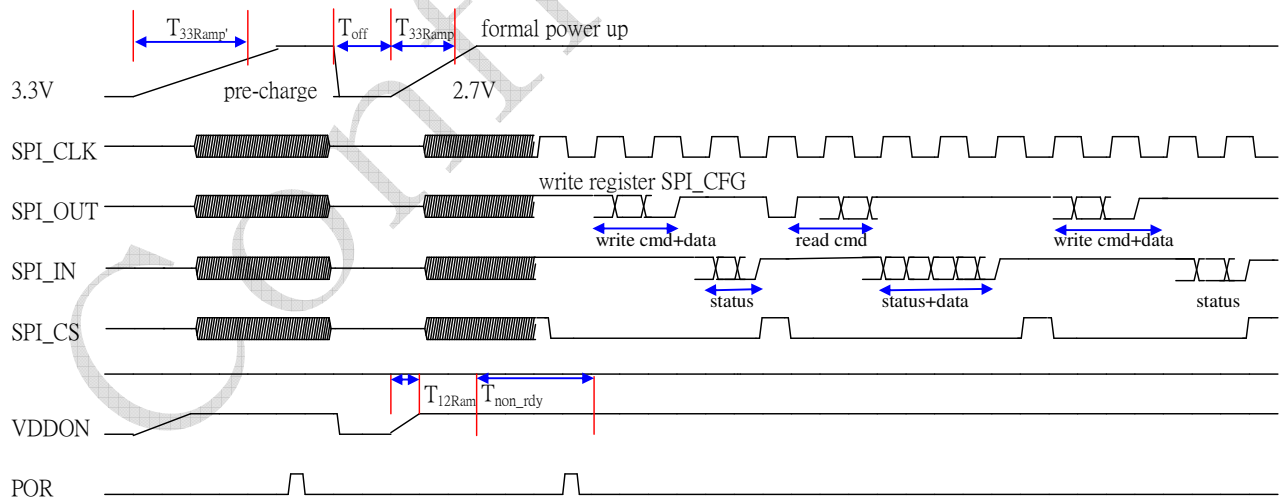 T33Ramp' Toff T33Ramp formal power up
3.3V pre-charge 2.7V
SPI_CLK
write register SPI_CFG
SPI_OUT
write cmd+data read cmd write cmd+data
SPI_IN
status status+data status
SPI_CS
T12Ram Tnon_rdy
VDDON
POR
Conf